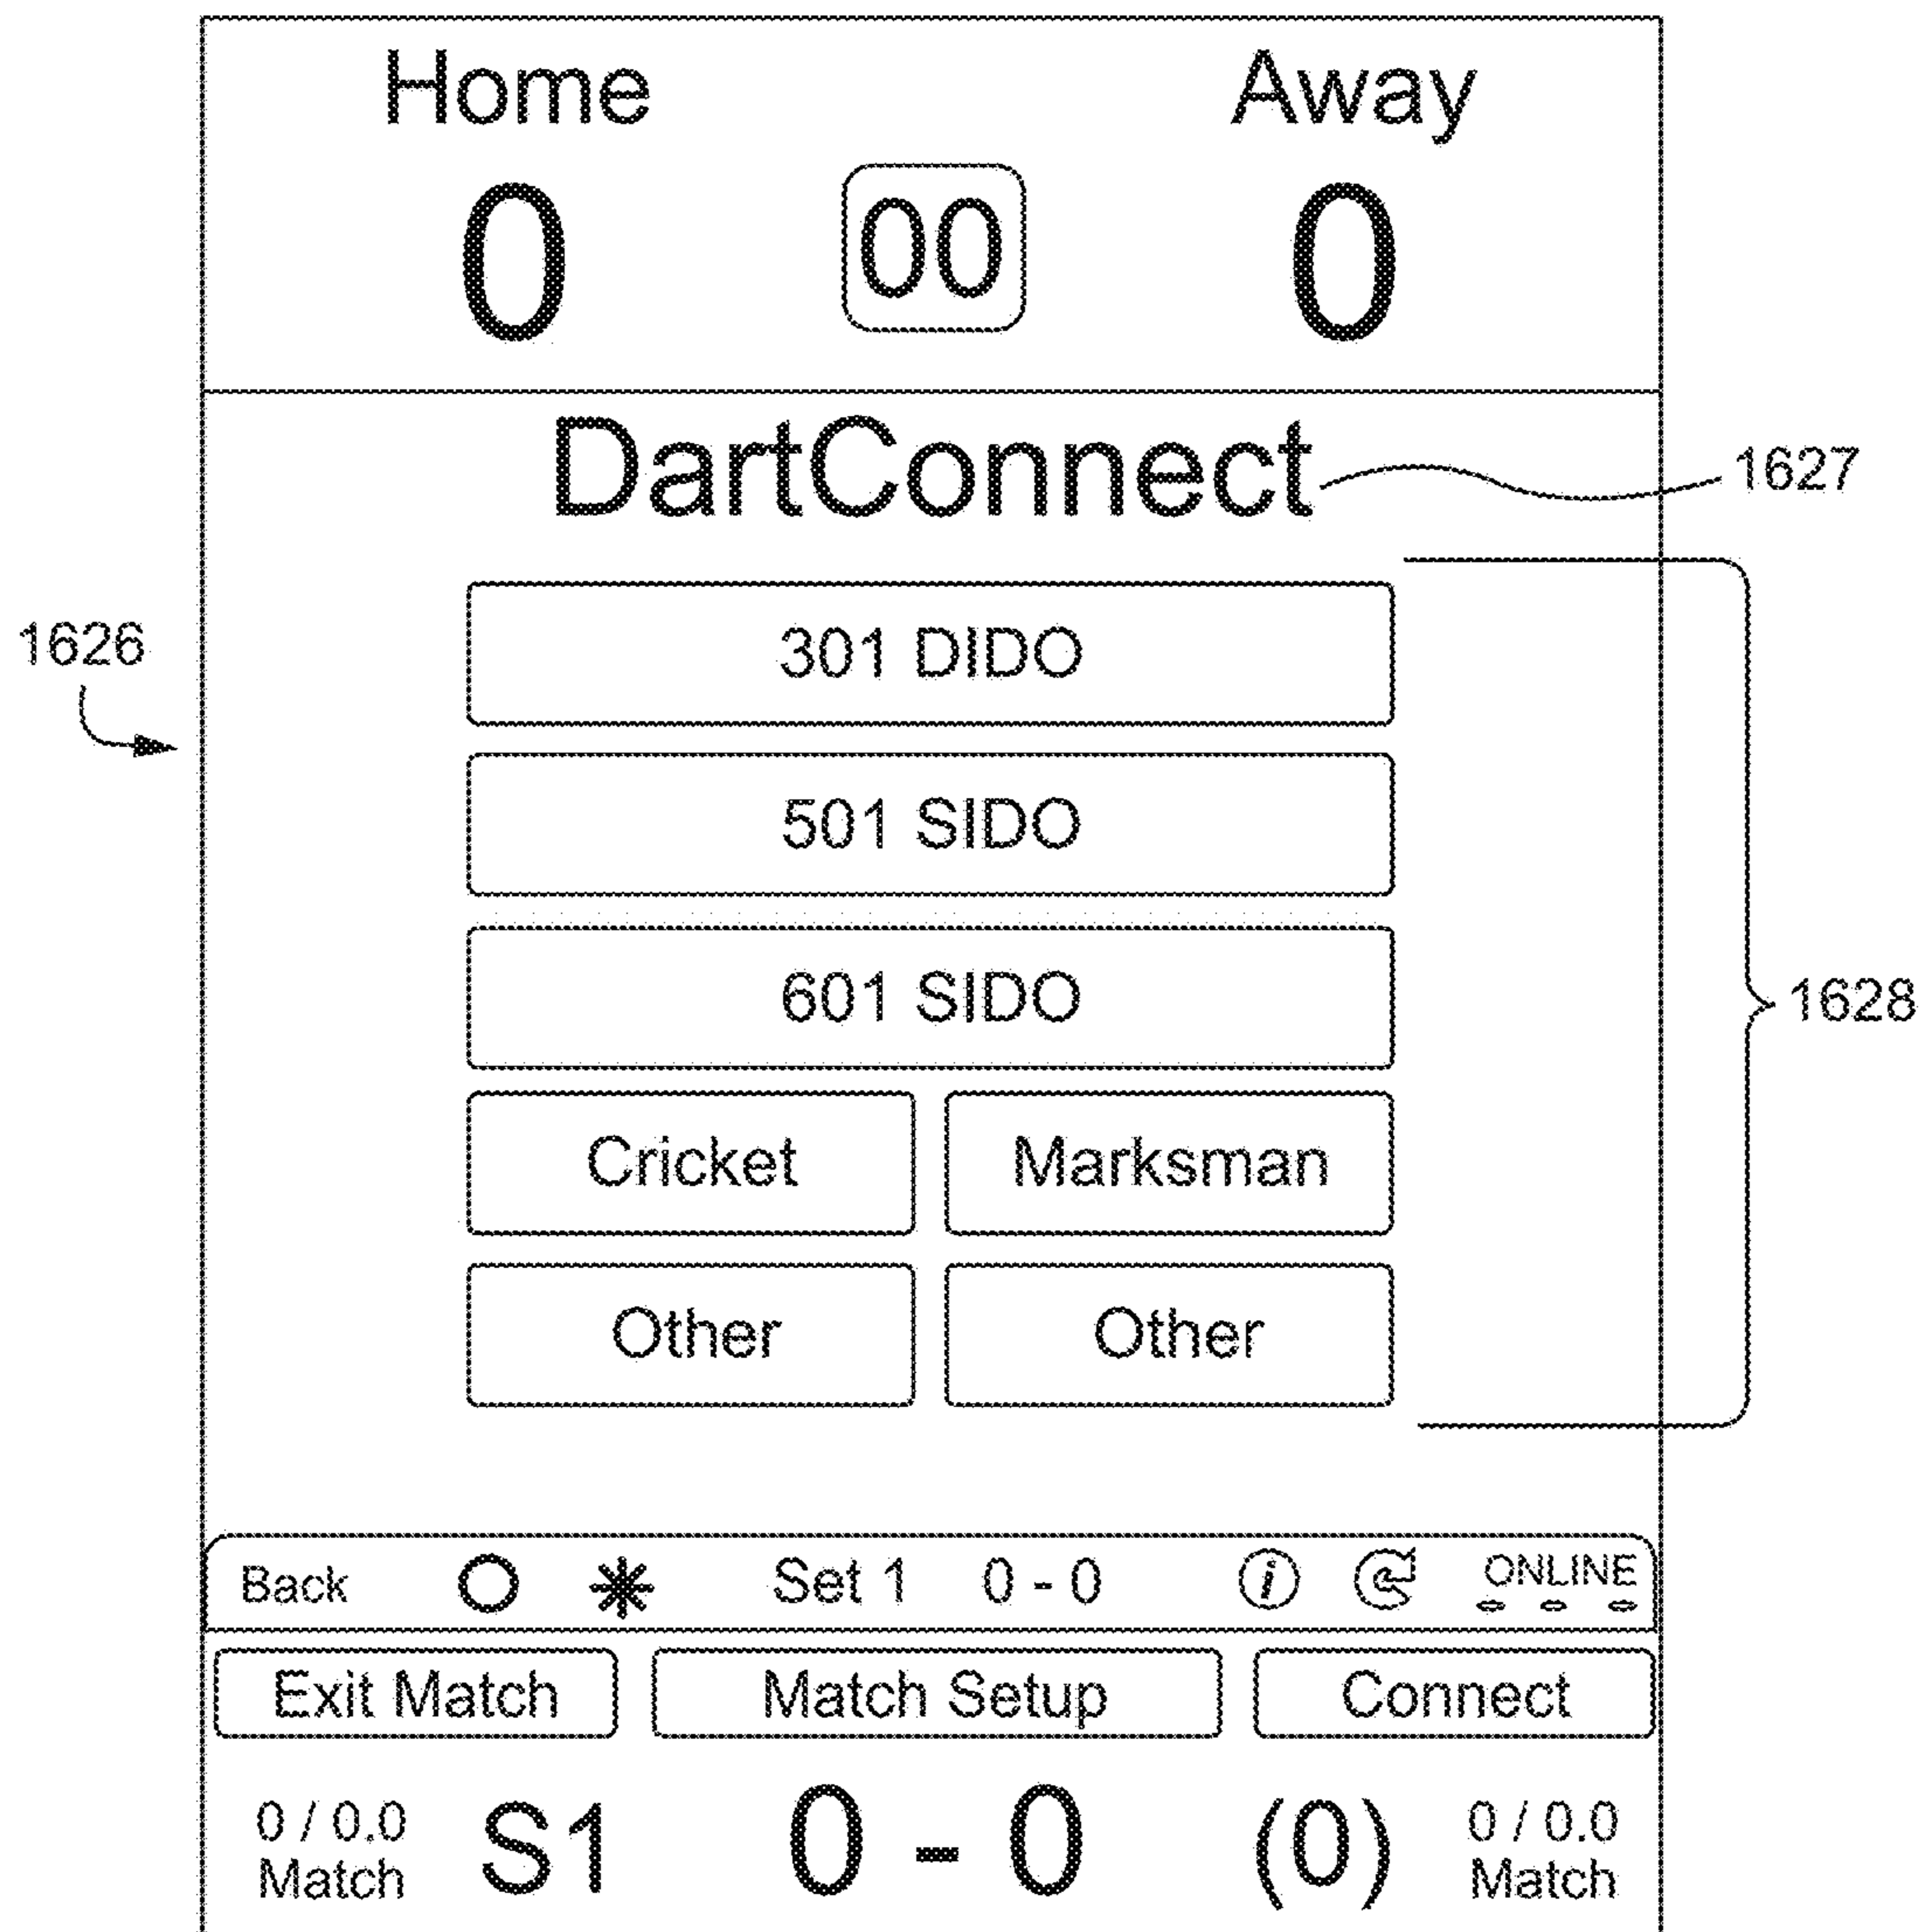 Home Away
0 00 0
DartConnect 1627
301 DIDO
1626
501 SIDO
601 SIDO
1628
Cricket Marksman
Other Other
Back Set 1 0 - 0 i ONLINE
Exit Match Match Setup Connect
0 / 0.0 S1 0 - 0 (0) 0 / 0.0
Match Match